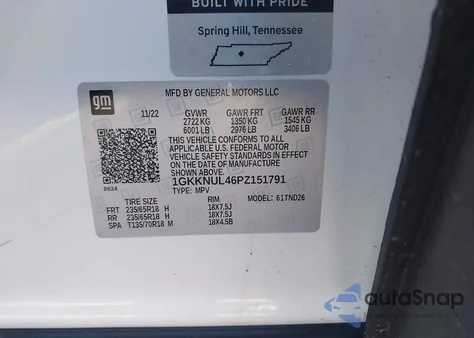 BUILT WITH PRIDE
Spring Hill, Tennessee
gm
MFD BY GENERAL MOTORS LLC
11/22 GVWR GAWR FRT GAWR RR
2722 KG 1350 KG 1545 KG
6001 LB 2976 LB 3406 LB
THIS VEHICLE CONFORMS TO ALL
APPLICABLE U.S. FEDERAL MOTOR
VEHICLE SAFETY STANDARDS IN EFFECT
ON THE DATE OF MANUFACTURE
SHOWN ABOVE.
8624
1GKKNUL46PZ151791
TYPE: MPV MODEL: 61TND26
TIRE SIZE RIM
FRT 235/65R18 H 18X7.5J
RR 235/65R18 H 18X7.5J
SPA T135/70R18 M 18X4.5B
autoSnap